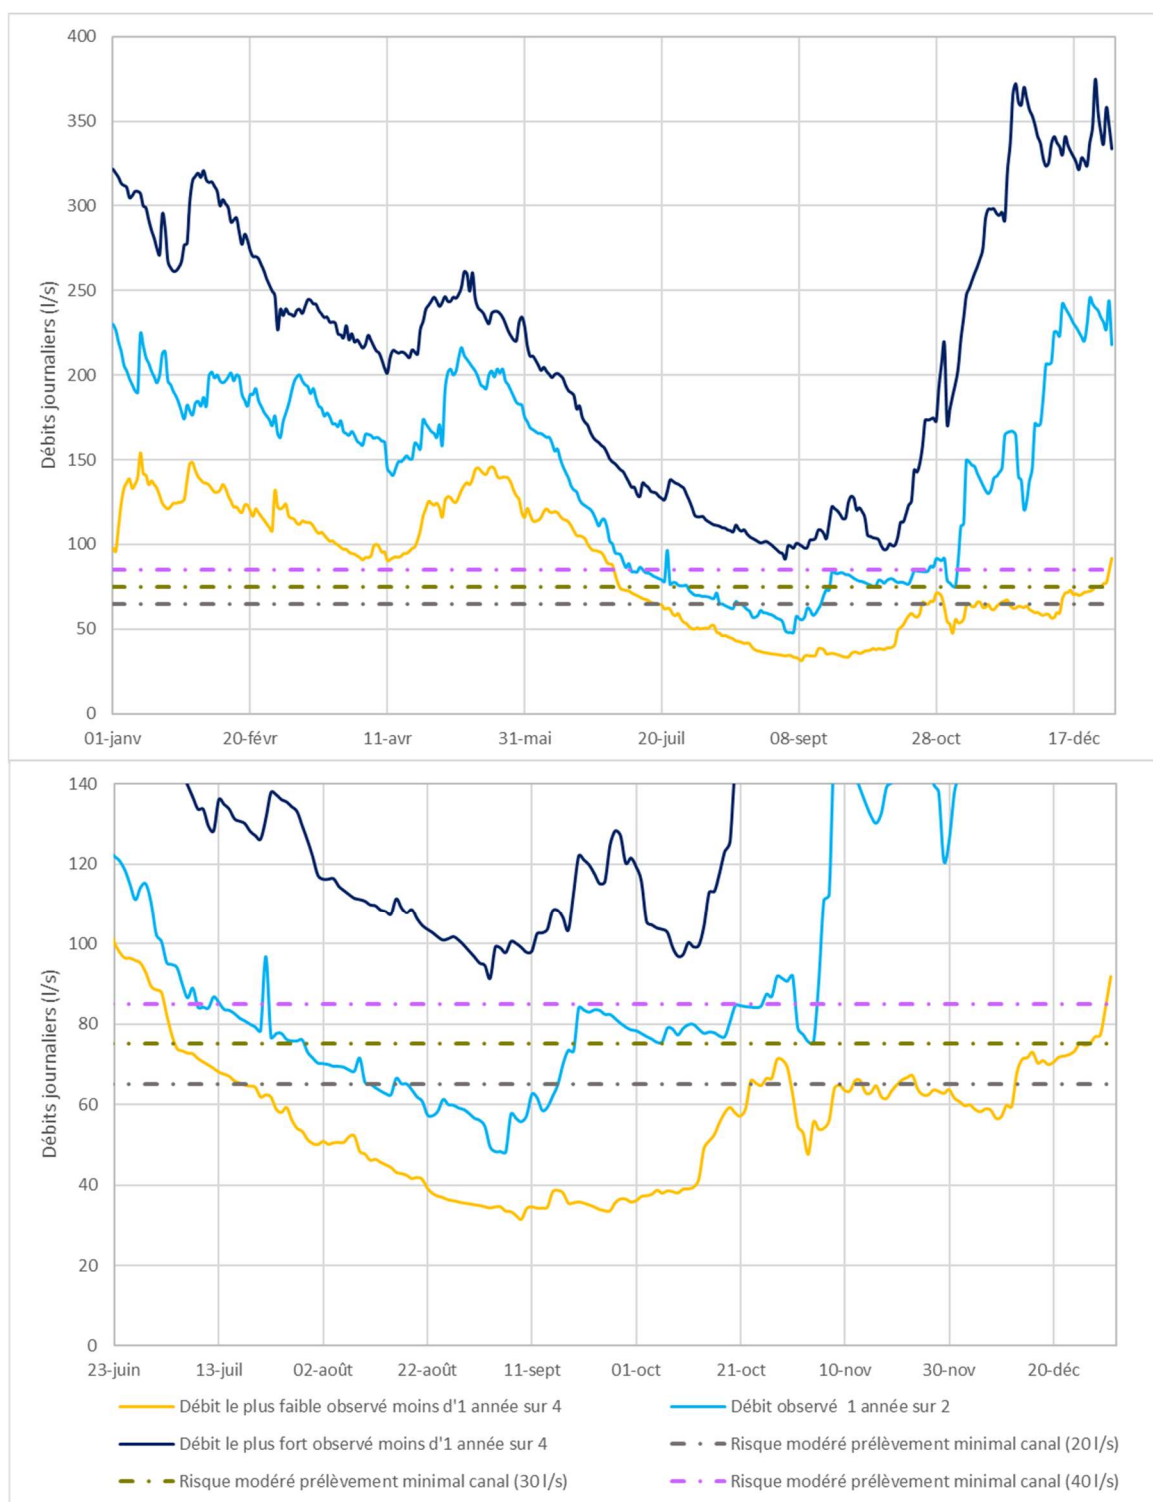 400
350
300
250
200
150
100
50
0
Débits journaliers (l/s)
01-janv 20-févr 11-avr 31-mai 20-juil 08-sept 28-oct 17-déc
140
120
100
80
60
40
20
0
Débits journaliers (l/s)
23-juin 13-juil 02-août 22-août 11-sept 01-oct 21-oct 10-nov 30-nov 20-déc
Débit le plus faible observé moins d'1 année sur 4 Débit observé 1 année sur 2
Débit le plus fort observé moins d'1 année sur 4 Risque modéré prélèvement minimal canal (20 l/s)
Risque modéré prélèvement minimal canal (30 l/s) Risque modéré prélèvement minimal canal (40 l/s)